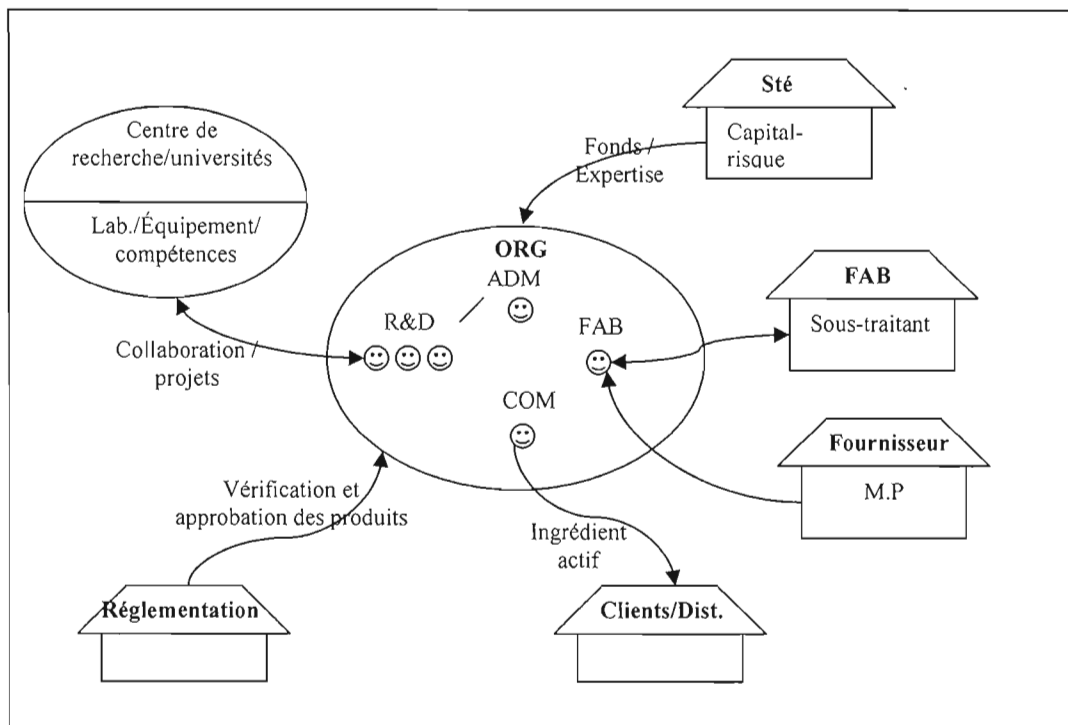 Sté
Capital-
risque
Centre de
recherche/universités
Lab./Équipement/
compétences
Fonds /
Expertise
ORG
ADM
R&D
FAB
COM
FAB
Sous-traitant
Collaboration /
projets
Fournisseur
M.P
Vérification et
approbation des produits
Ingrédient
actif
Réglementation
Clients/Dist.